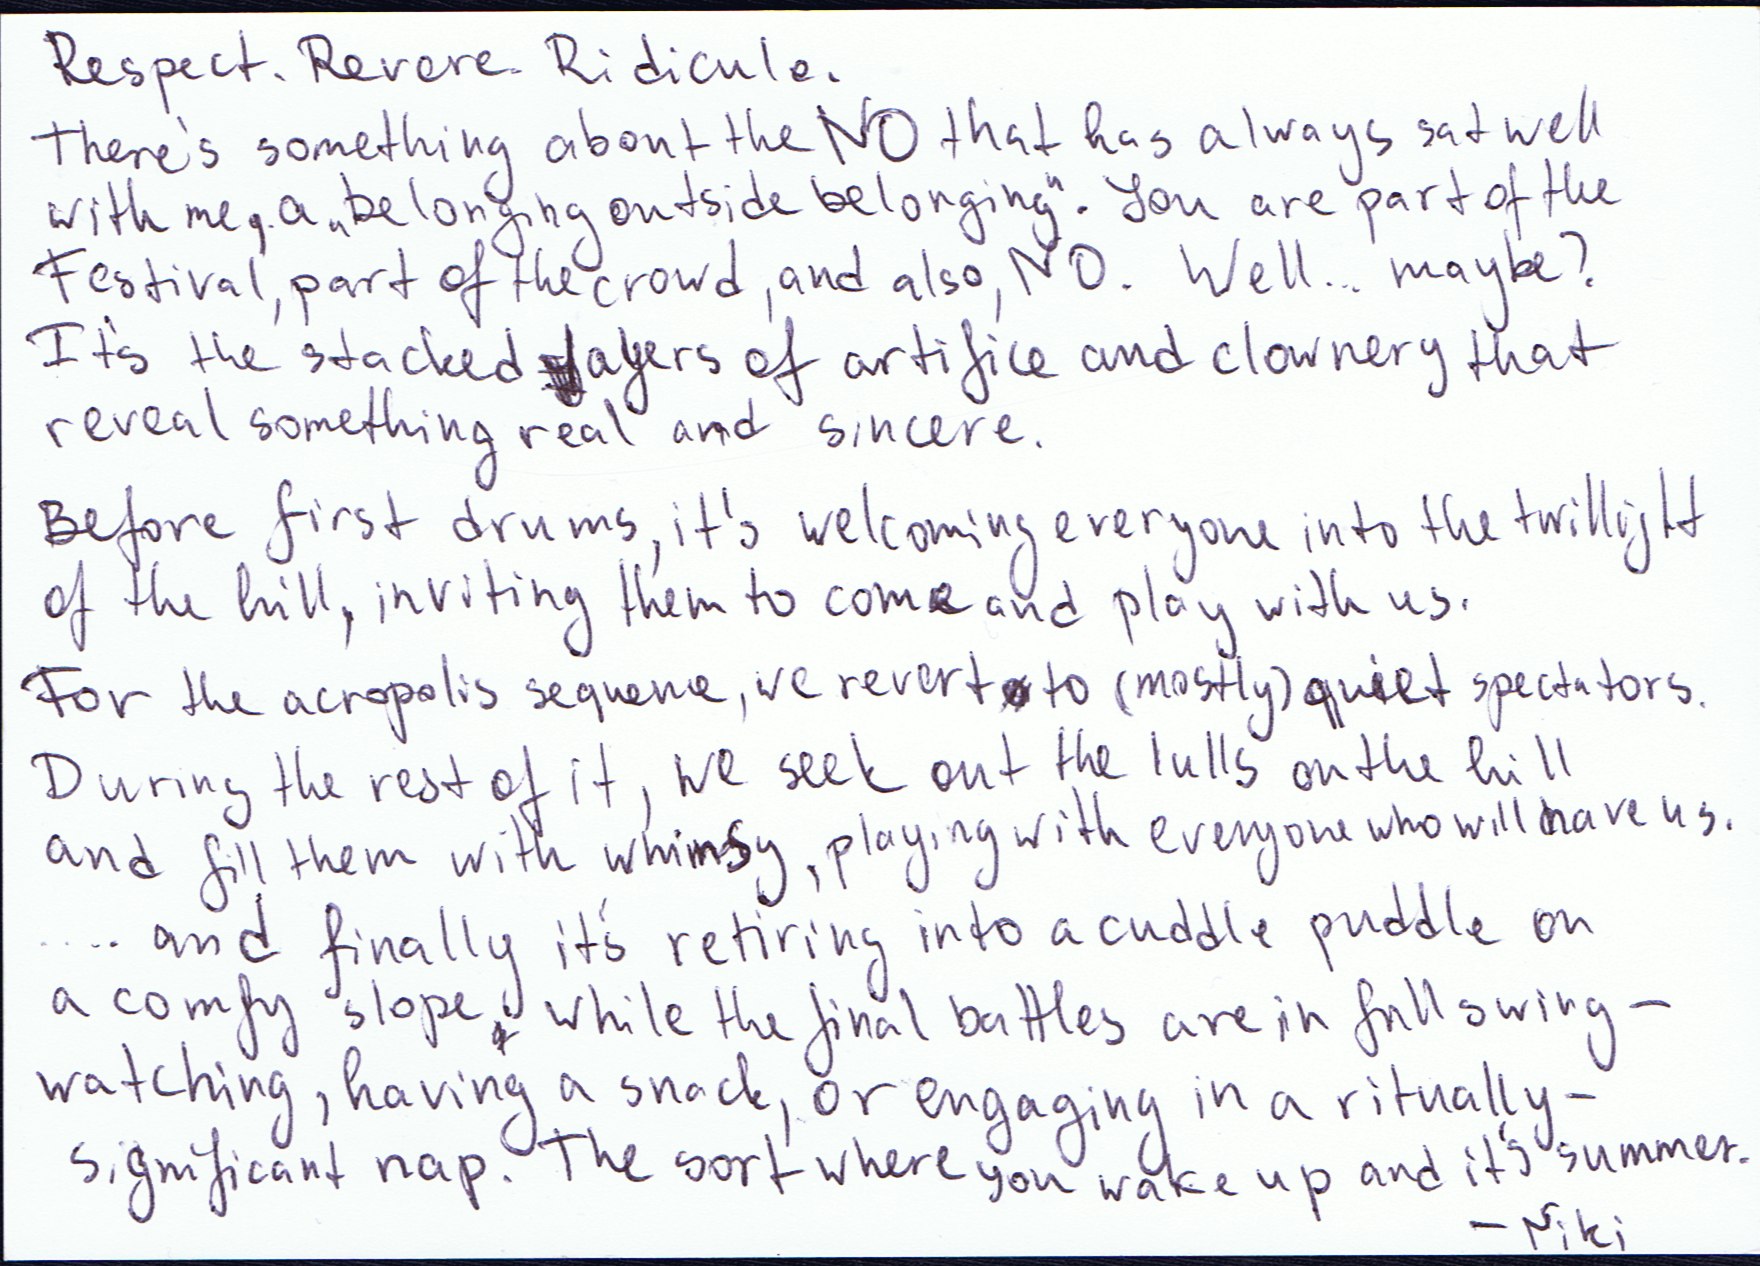 Respect. Revere. Ridicule.
There's something about the NO that has always sat well
with me, a „belonging outside belonging". You are part of the
Festival, part of the crowd, and also, NO. Well... maybe?
It's the stacked layers of artifice and clownery that
reveal something real and sincere.
Before first drums, it's welcoming everyone into the twillight
of the hill, inviting them to come and play with us.
For the acropolis sequence, we revert to (mostly) quiet spectators.
During the rest of it, we seek out the lulls on the hill
and fill them with whimsy, playing with everyone who will have us.
.... and finally it's retiring into a cuddle puddle on
a comfy slope, while the final battles are in full swing –
watching, having a snack, or engaging in a ritually-
significant nap. The sort where you wake up and it's summer.
– Niki